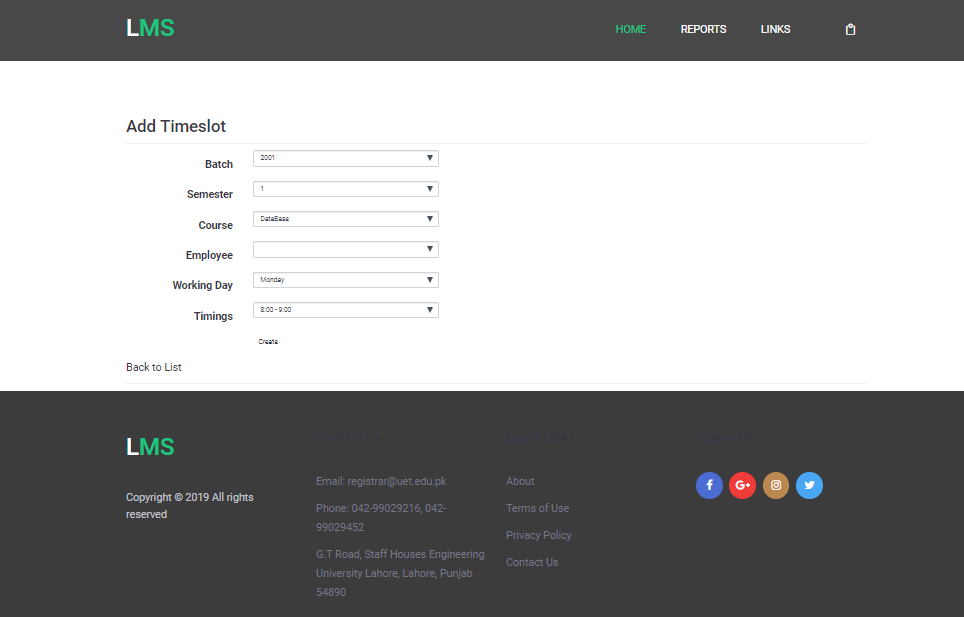 LMS
HOME REPORTS LINKS
Add Timeslot
Batch 2001
Semester 1
Course DataBase
Employee
Working Day Monday
Timings 8:00 - 9:00
Create
Back to List
LMS
Copyright © 2019 All rights
reserved
Email: registrar@uet.edu.pk
Phone: 042-99029216, 042-
99029452
G.T Road, Staff Houses Engineering
University Lahore, Lahore, Punjab
54890
About
Terms of Use
Privacy Policy
Contact Us